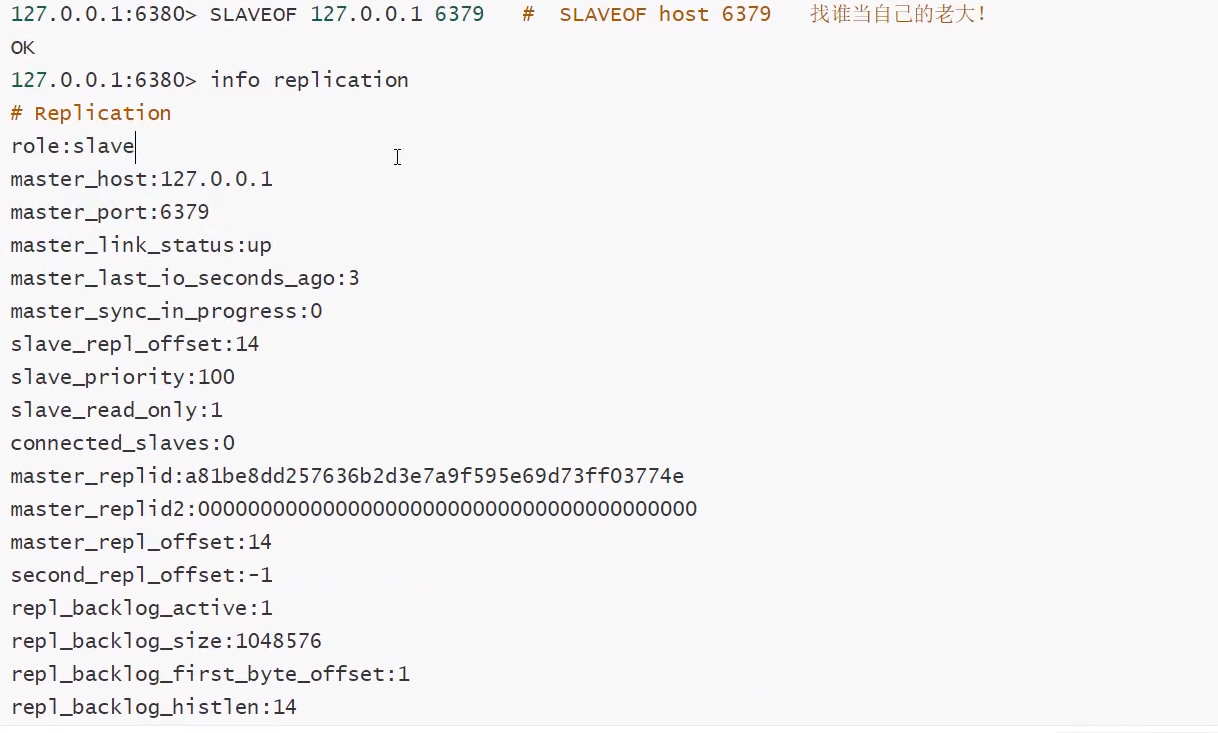 127.0.0.1:6380> SLAVEOF 127.0.0.1 6379 # SLAVEOF host 6379 找谁当自己的老大！
OK
127.0.0.1:6380> info replication
# Replication
role:slave
master_host:127.0.0.1
master_port:6379
master_link_status:up
master_last_io_seconds_ago:3
master_sync_in_progress:0
slave_repl_offset:14
slave_priority:100
slave_read_only:1
connected_slaves:0
master_replid:a81be8dd257636b2d3e7a9f595e69d73ff03774e
master_replid2:0000000000000000000000000000000000000000
master_repl_offset:14
second_repl_offset:-1
repl_backlog_active:1
repl_backlog_size:1048576
repl_backlog_first_byte_offset:1
repl_backlog_histlen:14